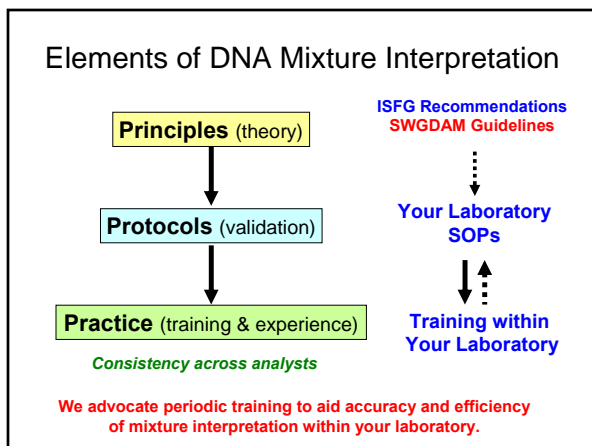 Elements of DNA Mixture Interpretation
Principles (theory)
Protocols (validation)
Practice (training & experience)
Consistency across analysts
ISFG Recommendations
SWGDAM Guidelines
Your Laboratory
SOPs
Training within
Your Laboratory
We advocate periodic training to aid accuracy and efficiency
of mixture interpretation within your laboratory.